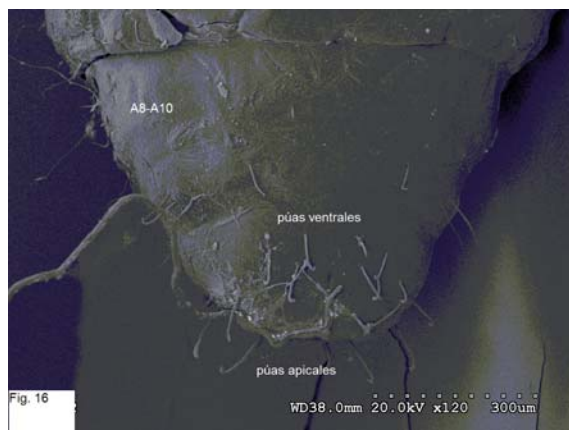 A8-A10
púas ventrales
púas apicales
Fig. 16
WD38.0mm 20.0kV x120 300um